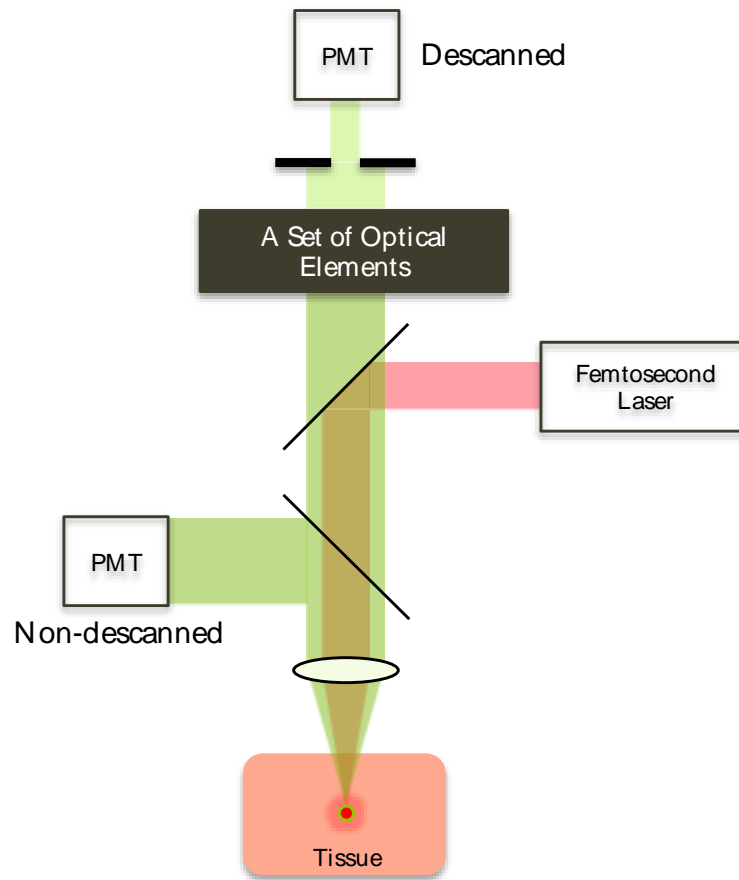 PMT
Descanned
A Set of Optical
Elements
Femtosecond
Laser
PMT
Non-descanned
Tissue